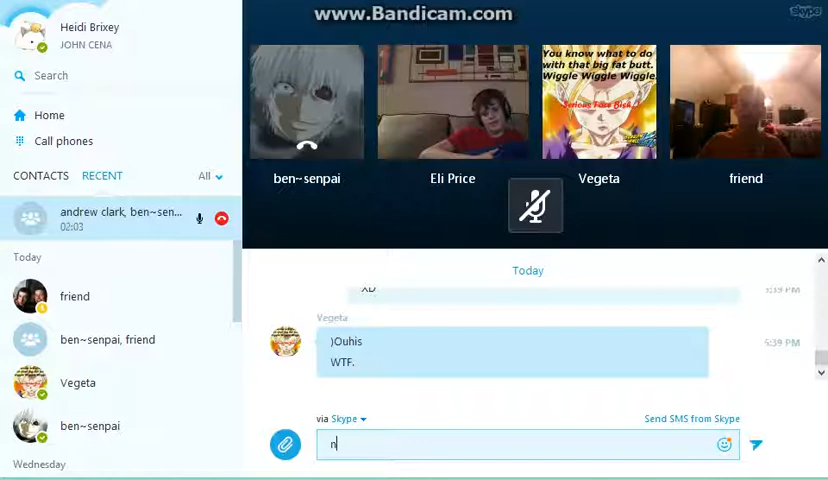 www.Bandicam.com
skype
Heidi Brixey
JOHN CENA
Search
Home
Call phones
CONTACTS RECENT All
andrew clark, ben~sen...
02:03
Today
friend
ben~senpai, friend
Vegeta
ben~senpai
Wednesday
You know what to do
with that big fat butt.
Wiggle Wiggle Wiggle.
ben~senpai Eli Price Vegeta friend
Today
XD 5:39 PM
Vegeta
)Ouhis 5:39 PM
WTF.
via Skype Send SMS from Skype
n